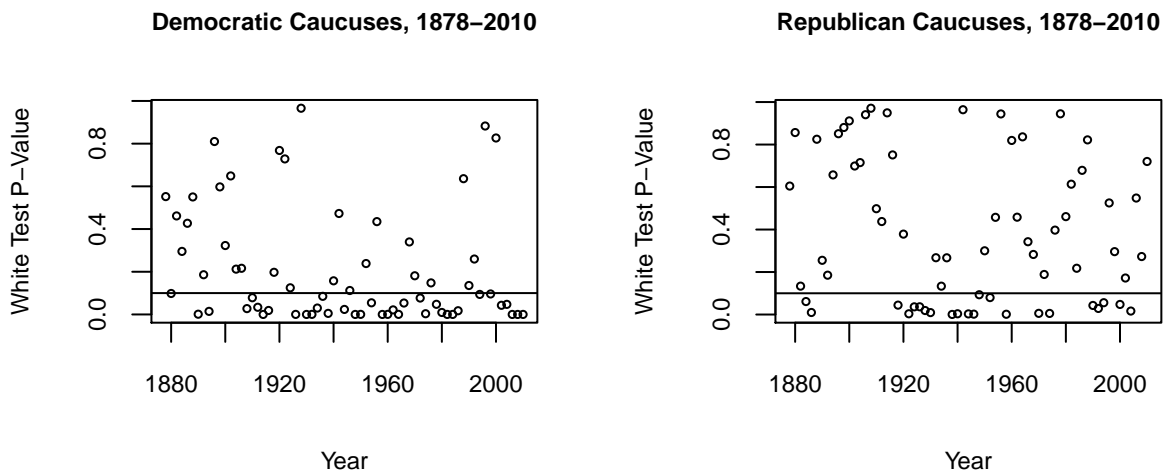 Democratic Caucuses, 1878−2010
White Test P−Value
0.8
0.4
0.0
1880 1920 1960 2000
Year
Republican Caucuses, 1878−2010
White Test P−Value
0.8
0.4
0.0
1880 1920 1960 2000
Year